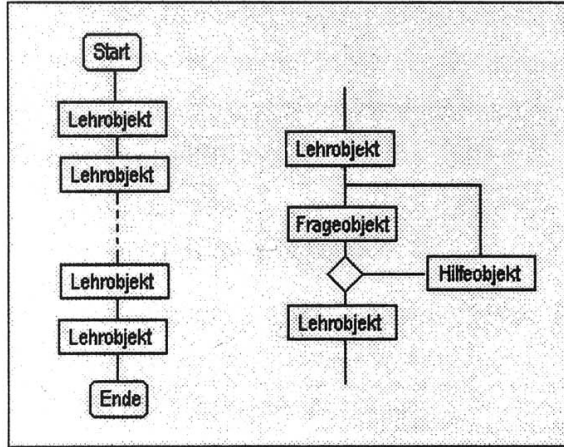 Start
Lehrobjekt
Lehrobjekt
Lehrobjekt
Lehrobjekt
Ende
Lehrobjekt
Frageobjekt
Hilfeobjekt
Lehrobjekt